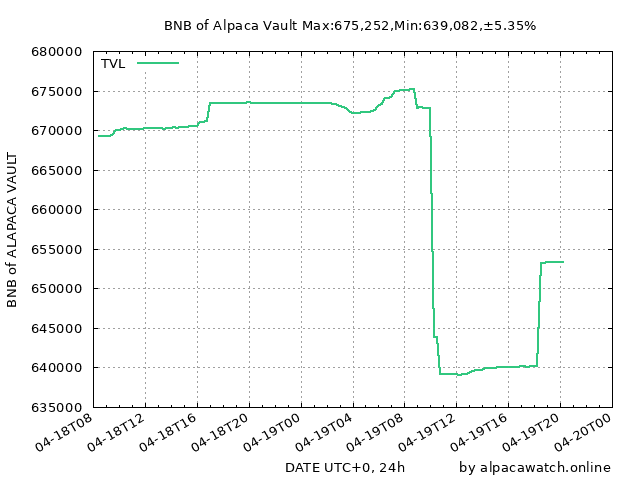 BNB of Alpaca Vault Max:675,252,Min:639,082,±5.35%
TVL
BNB of ALAPACA VAULT
680000
675000
670000
665000
660000
655000
650000
645000
640000
635000
04-18T08
04-18T12
04-18T16
04-18T20
04-19T00
04-19T04
04-19T08
04-19T12
04-19T16
04-19T20
04-20T00
DATE UTC+0, 24h
by alpacawatch.online